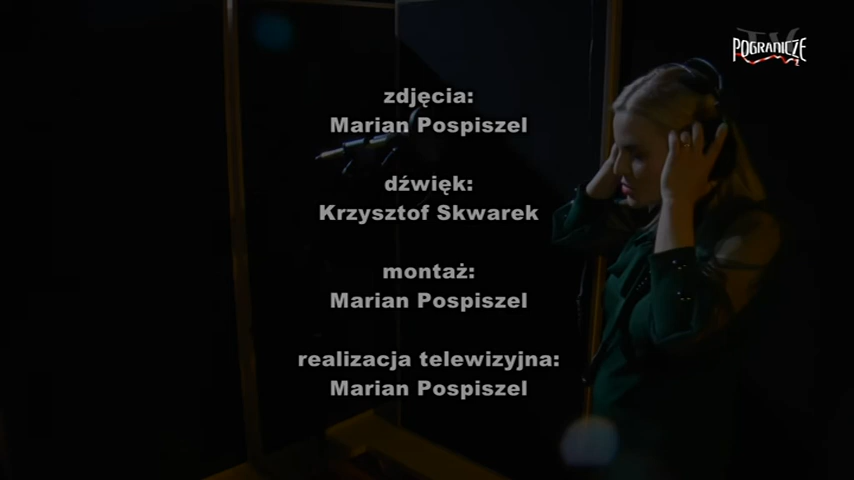 TV
POGRANICZE
zdjęcia:
Marian Pospiszel
dźwięk:
Krzysztof Skwarek
montaż:
Marian Pospiszel
realizacja telewizyjna:
Marian Pospiszel